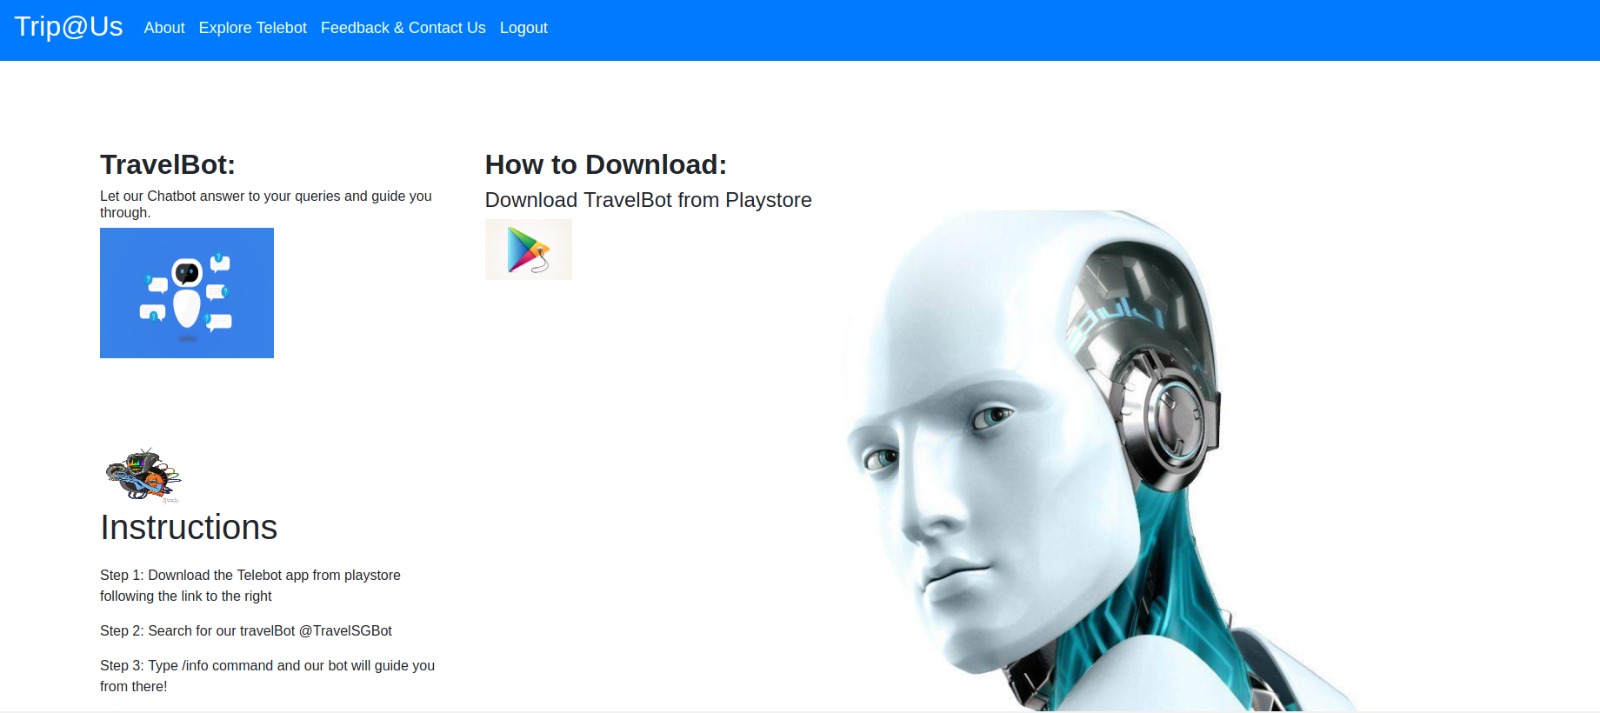 Trip@Us About Explore Telebot Feedback & Contact Us Logout
TravelBot:
Let our Chatbot answer to your queries and guide you
through.
How to Download:
Download TravelBot from Playstore
Instructions
Step 1: Download the Telebot app from playstore
following the link to the right
Step 2: Search for our travelBot @TravelSGBot
Step 3: Type /info command and our bot will guide you
from there!